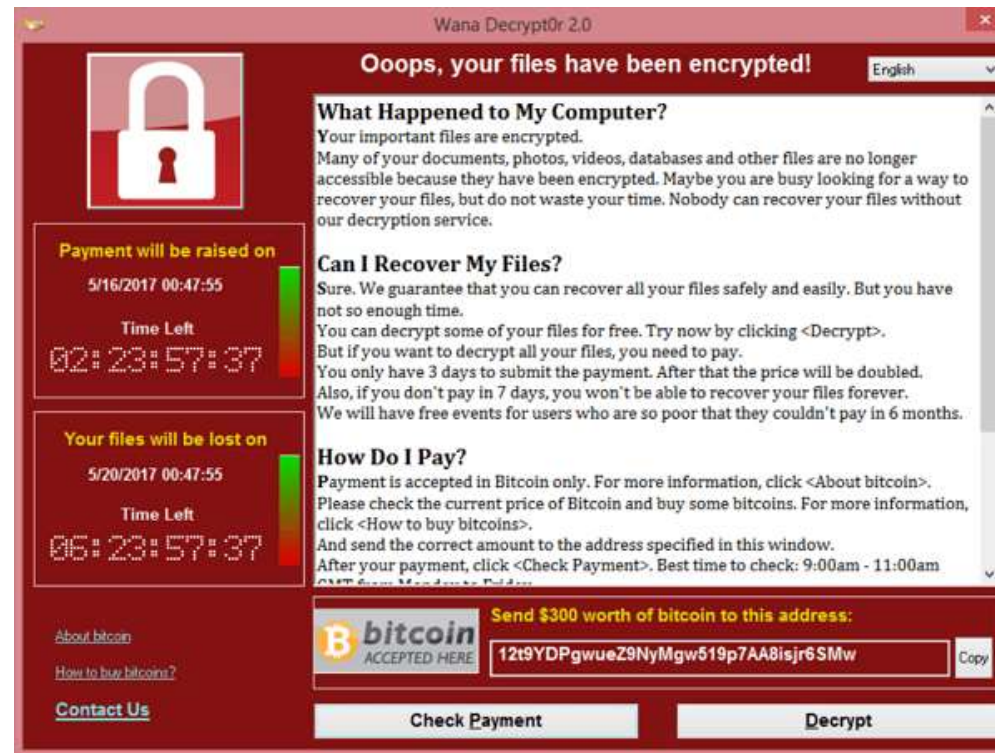 Wana Decrypt0r 2.0
Ooops, your files have been encrypted!
English
What Happened to My Computer?
Your important files are encrypted.
Many of your documents, photos, videos, databases and other files are no longer
accessible because they have been encrypted. Maybe you are busy looking for a way to
recover your files, but do not waste your time. Nobody can recover your files without
our decryption service.
Can I Recover My Files?
Sure. We guarantee that you can recover all your files safely and easily. But you have
not so enough time.
You can decrypt some of your files for free. Try now by clicking <Decrypt>.
But if you want to decrypt all your files, you need to pay.
You only have 3 days to submit the payment. After that the price will be doubled.
Also, if you don't pay in 7 days, you won't be able to recover your files forever.
We will have free events for users who are so poor that they couldn't pay in 6 months.
How Do I Pay?
Payment is accepted in Bitcoin only. For more information, click <About bitcoin>.
Please check the current price of Bitcoin and buy some bitcoins. For more information,
click <How to buy bitcoins>.
And send the correct amount to the address specified in this window.
After your payment, click <Check Payment>. Best time to check: 9:00am - 11:00am
GMT from Monday to Friday
Payment will be raised on
5/16/2017 00:47:55
Time Left
02:23:57:37
Your files will be lost on
5/20/2017 00:47:55
Time Left
06:23:57:37
About bitcoin
How to buy bitcoins?
Contact Us
bitcoin
ACCEPTED HERE
Send $300 worth of bitcoin to this address:
12t9YDPgwueZ9NyMgw519p7AA8isjr6SMw
Copy
Check Payment
Decrypt